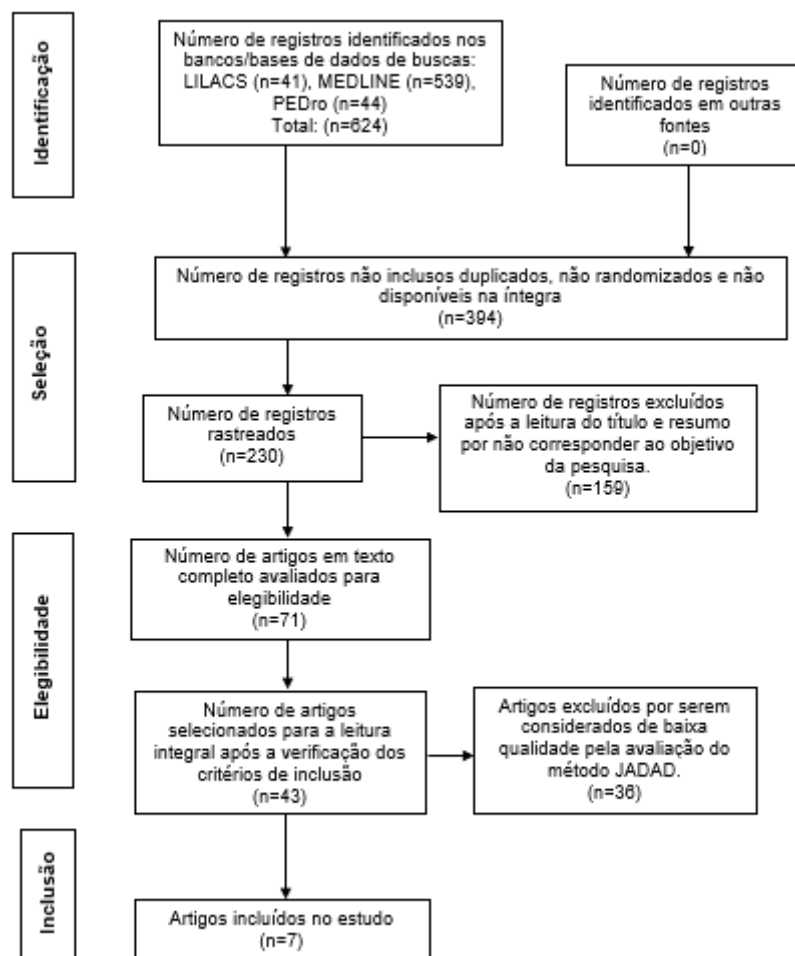 Identificação
Número de registros identificados nos
bancos/bases de dados de buscas:
LILACS (n=41), MEDLINE (n=539),
PEDro (n=44)
Total: (n=624)
Número de registros
identificados em outras
fontes
(n=0)
Seleção
Número de registros não inclusos duplicados, não randomizados e não
disponíveis na íntegra
(n=394)
Número de registros
rastreados
(n=230)
Número de registros excluídos
após a leitura do título e resumo
por não corresponder ao objetivo
da pesquisa.
(n=159)
Elegibilidade
Número de artigos em texto
completo avaliados para
elegibilidade
(n=71)
Número de artigos
selecionados para a leitura
integral após a verificação dos
critérios de inclusão
(n=43)
Artigos excluídos por serem
considerados de baixa
qualidade pela avaliação do
método JADAD.
(n=36)
Inclusão
Artigos incluídos no estudo
(n=7)